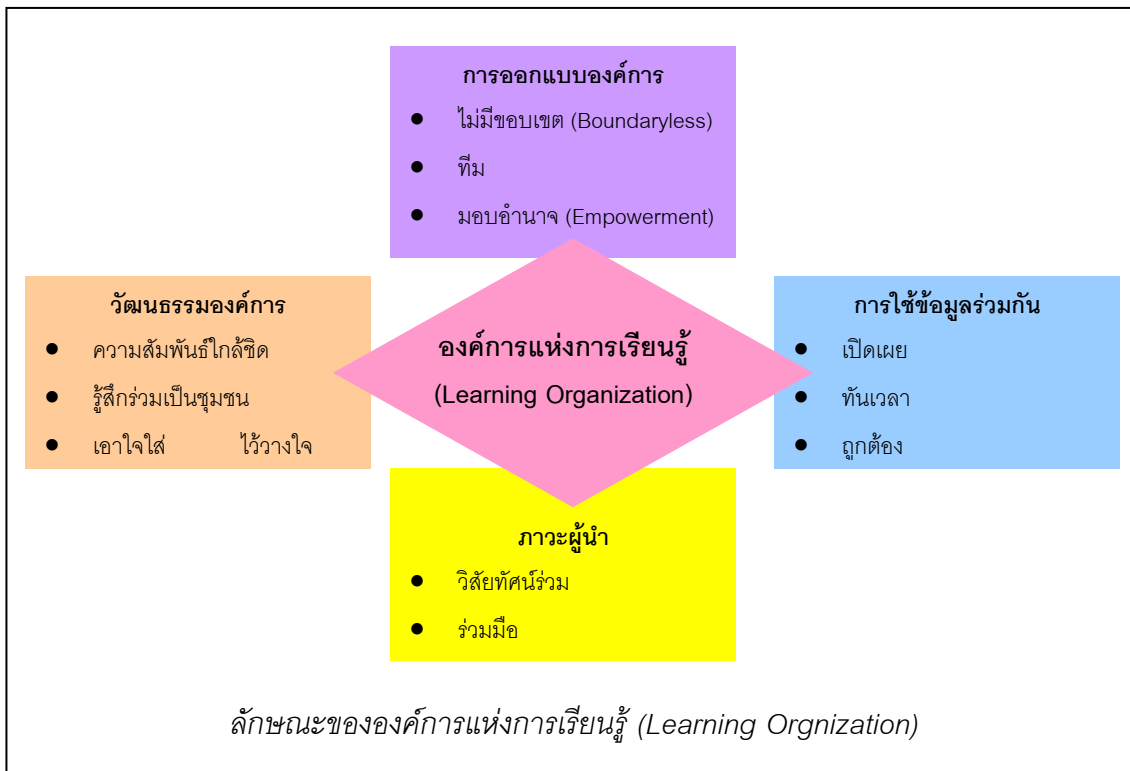 การออกแบบองค์การ
● ไม่มีขอบเขต (Boundaryless)
● ทีม
● มอบอำนาจ (Empowerment)
วัฒนธรรมองค์การ
● ความสัมพันธ์ใกล้ชิด
● รู้สึกร่วมเป็นชุมชน
● เอาใจใส่ ไว้วางใจ
องค์การแห่งการเรียนรู้
(Learning Organization)
การใช้ข้อมูลร่วมกัน
● เปิดเผย
● ทันเวลา
● ถูกต้อง
ภาวะผู้นำ
● วิสัยทัศน์ร่วม
● ร่วมมือ
ลักษณะขององค์การแห่งการเรียนรู้ (Learning Orgnization)